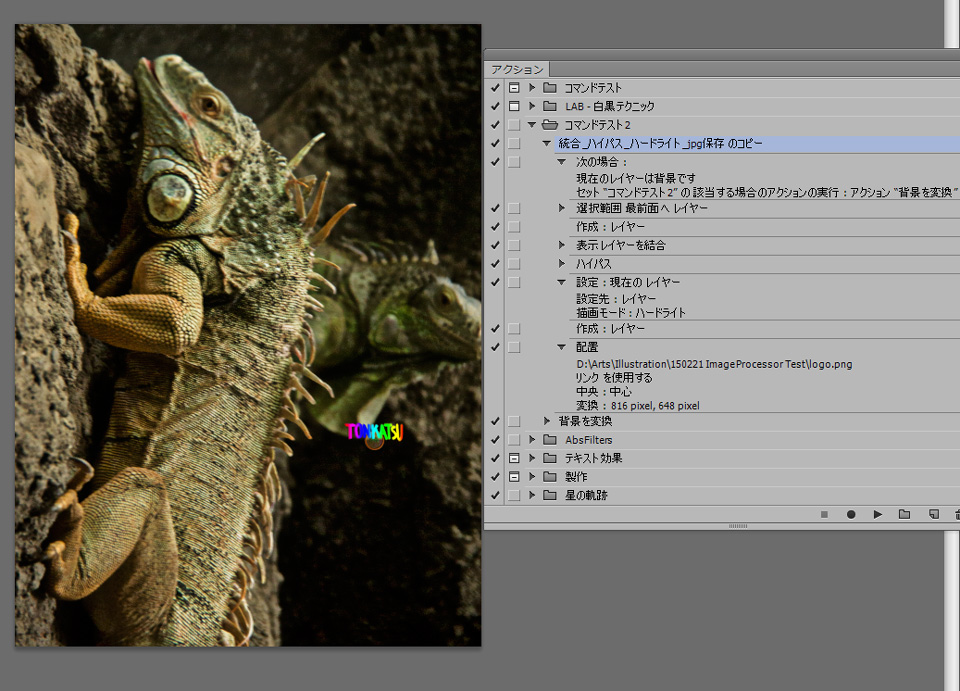 TONKATSU
アクション
コマンドテスト
LAB - 白黒テクニック
コマンドテスト2
統合_ハイパス_ハードライト_jpg保存 のコピー
次の場合 :
現在のレイヤーは背景です
セット "コマンドテスト2" の 該当する場合のアクションの実行 : アクション "背景を変換"
選択範囲 最前面へ レイヤー
作成 : レイヤー
表示レイヤーを結合
ハイパス
設定 : 現在の レイヤー
設定先 : レイヤー
描画モード : ハードライト
作成 : レイヤー
配置
D:\Arts\Illustration\150221 ImageProcessor Test\logo.png
リンク を使用する
中央 : 中心
変換 : 816 pixel, 648 pixel
背景を変換
AbsFilters
テキスト効果
製作
星の軌跡